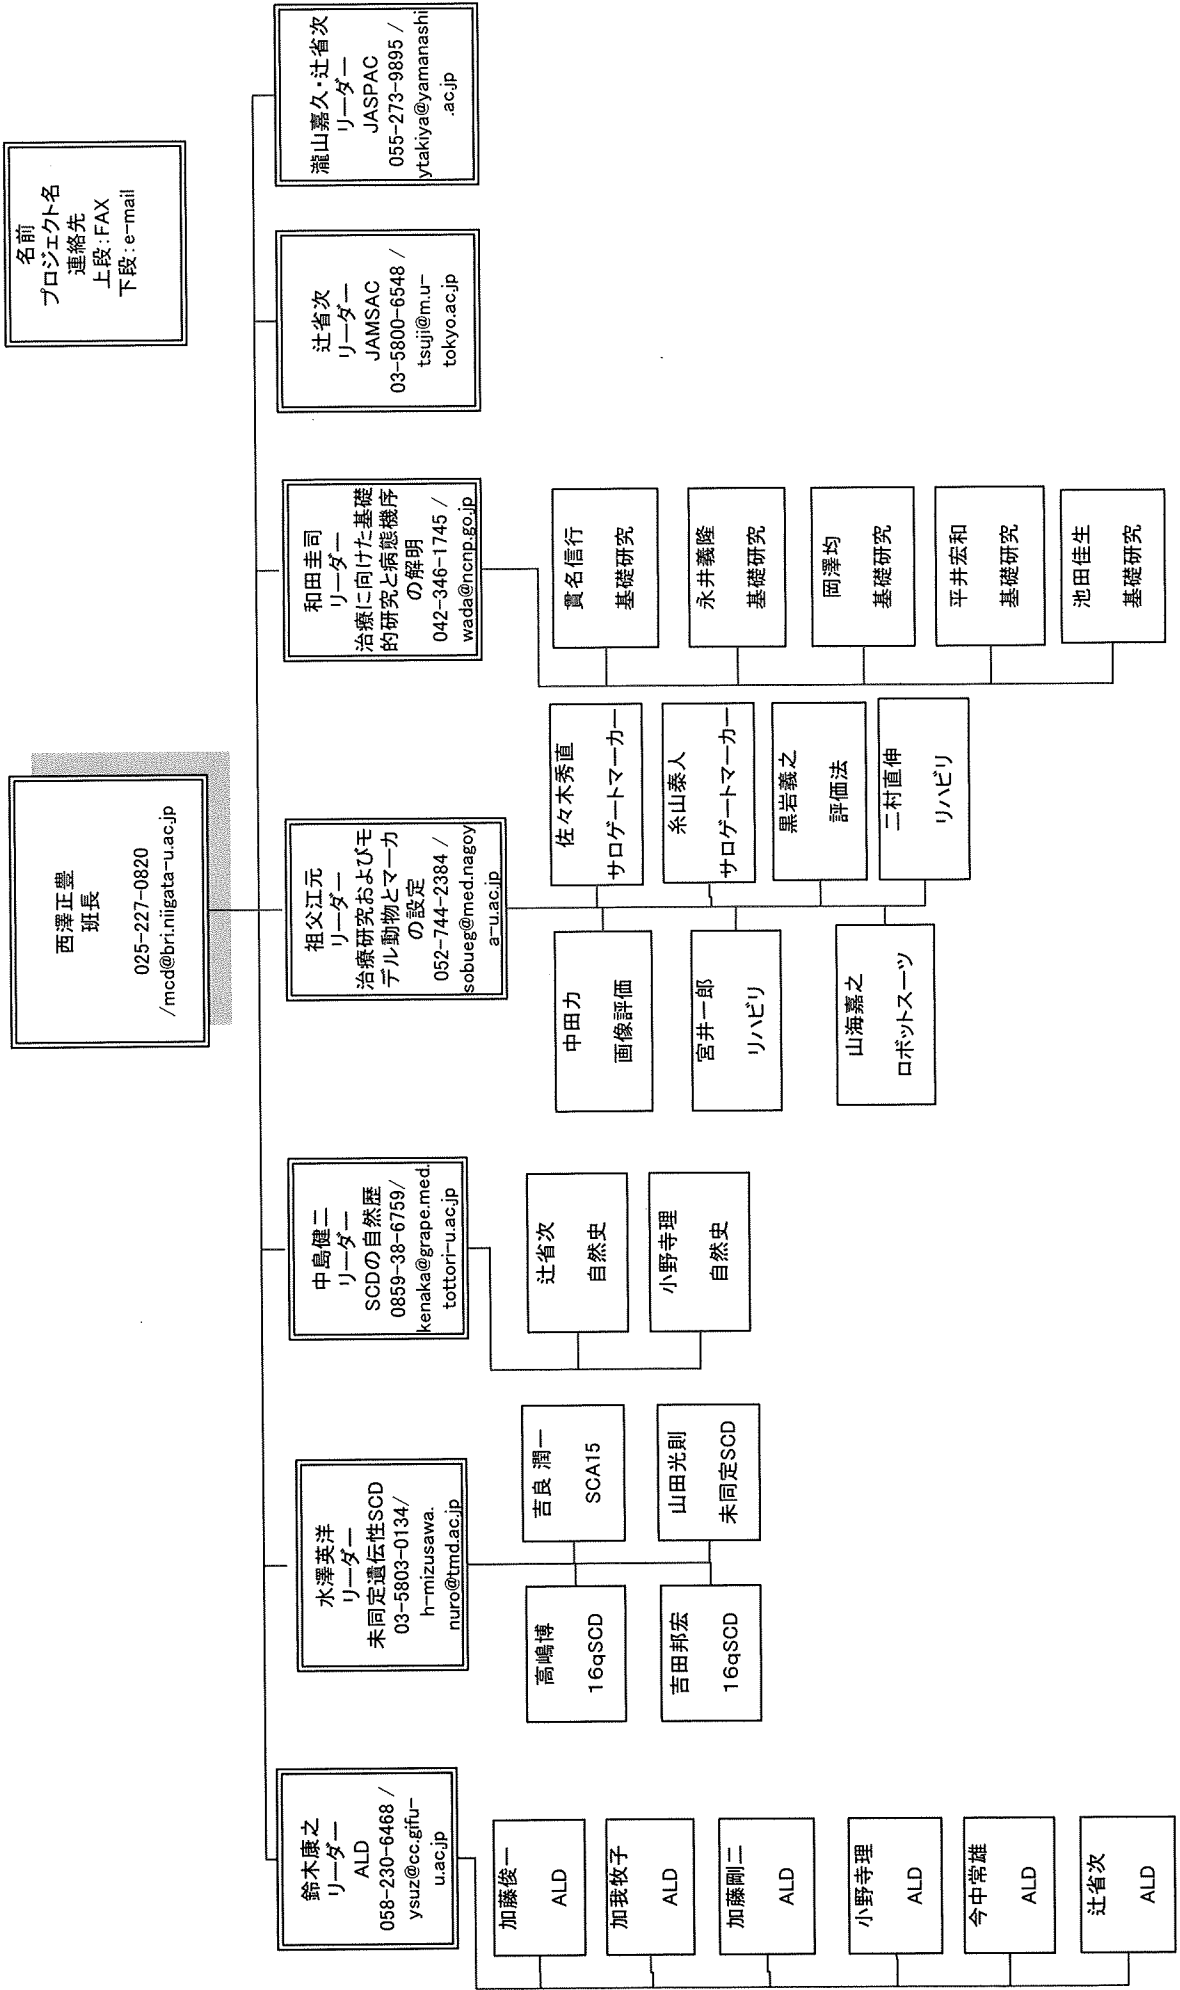 名前
プロジェクト名
連絡先
上段:FAX
下段:e-mail
西澤正豊
班長
025-227-0820
/mcd@bri.niigata-u.ac.jp
鈴木康之
リーダー
ALD
058-230-6468 /
ysuz@cc.gifu-
u.ac.jp
加藤俊一
ALD
加我牧子
ALD
加藤剛二
ALD
小野寺理
ALD
今中常雄
ALD
辻省次
ALD
水澤英洋
リーダー
未同定遺伝性SCD
03-5803-0134/
h-mizusawa.
nuro@tmd.ac.jp
高嶋博
16qSCD
吉良 潤一
SCA15
吉田邦宏
16qSCD
山田光則
未同定SCD
中島健二
リーダー
SCDの自然歴
0859-38-6759/
kenaka@grape.med.
tottori-u.ac.jp
辻省次
自然史
小野寺理
自然史
祖父江元
リーダー
治療研究およびモ
デル動物とマーカ
の設定
052-744-2384 /
sobueg@med.nagoy
a-u.ac.jp
中田力
画像評価
佐々木秀直
サロゲートマーカー
宮井一郎
リハビリ
糸山泰人
サロゲートマーカー
黒岩義之
評価法
山海嘉之
ロボットスーツ
二村直伸
リハビリ
和田圭司
リーダー
治療に向けた基礎
的研究と病態機序
の解明
042-346-1745 /
wada@ncnp.go.jp
貫名信行
基礎研究
永井義隆
基礎研究
岡澤均
基礎研究
平井宏和
基礎研究
池田佳生
基礎研究
辻省次
リーダー
JAMSAC
03-5800-6548 /
tsuji@m.u-
tokyo.ac.jp
瀧山嘉久・辻省次
リーダー
JASPAC
055-273-9895 /
ytakiya@yamanashi
.ac.jp